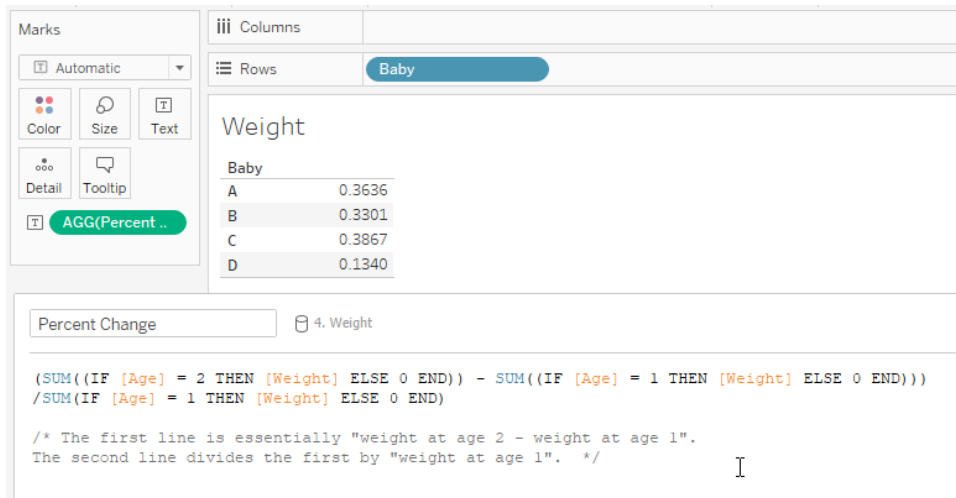 Marks
Automatic
Color Size Text
Detail Tooltip
T AGG(Percent ..
Columns
Rows Baby
Weight
Baby
A 0.3636
B 0.3301
C 0.3867
D 0.1340
Percent Change 4. Weight
(SUM((IF [Age] = 2 THEN [Weight] ELSE 0 END)) - SUM((IF [Age] = 1 THEN [Weight] ELSE 0 END)))
/SUM(IF [Age] = 1 THEN [Weight] ELSE 0 END)
/* The first line is essentially "weight at age 2 - weight at age 1".
The second line divides the first by "weight at age 1".  */